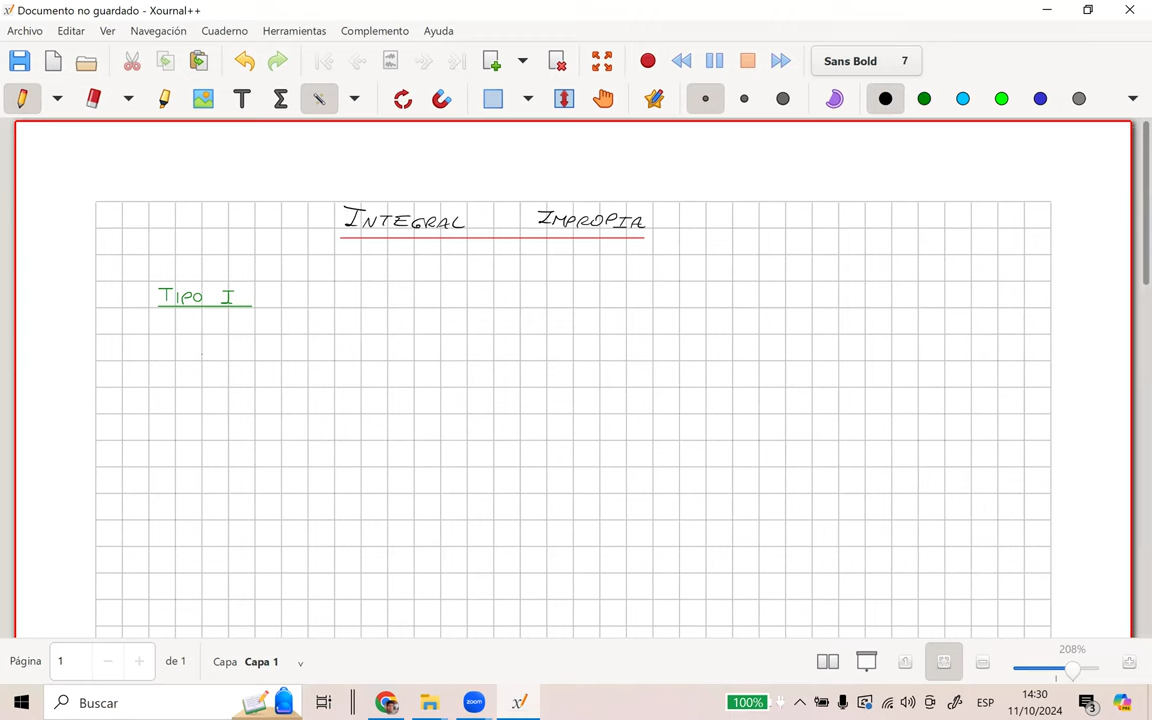 Documento no guardado - Xournal++
Archivo Editar Ver Navegación Cuaderno Herramientas Complemento Ayuda
Sans Bold 7
INTEGRAL IMPROPIA
TIPO I
Página 1 de 1 Capa Capa 1
208%
Buscar
100%
ESP
14:30
11/10/2024
3